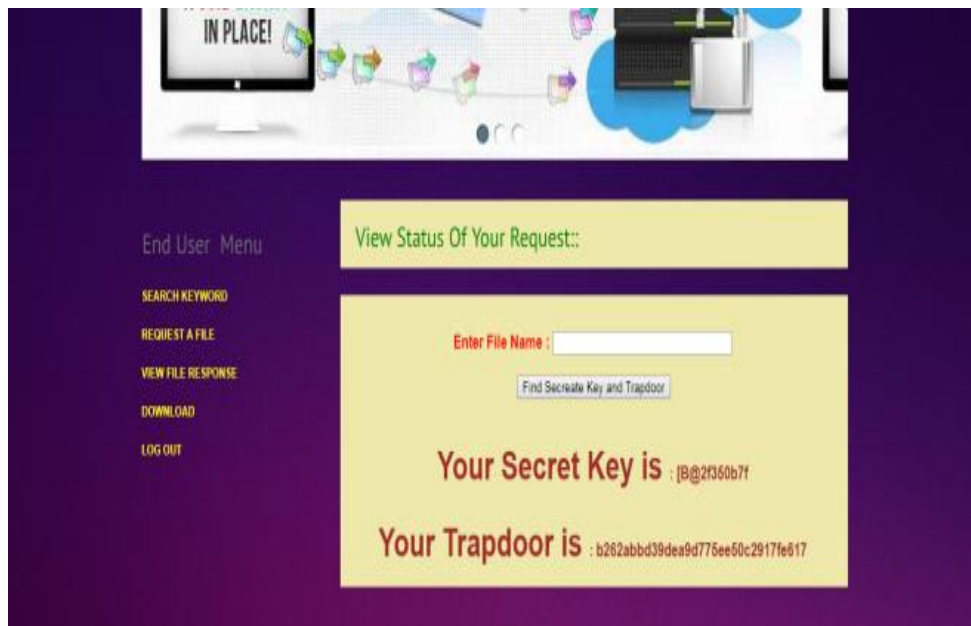 IN PLACE!
End User Menu
SEARCH KEYWORD
REQUEST A FILE
VIEW FILE RESPONSE
DOWNLOAD
LOG OUT
View Status Of Your Request::
Enter File Name :
Find Secreate Key and Trapdoor
Your Secret Key is : [B@2f350b7f
Your Trapdoor is : b262abbd39dea9d775ee50c2917fe617